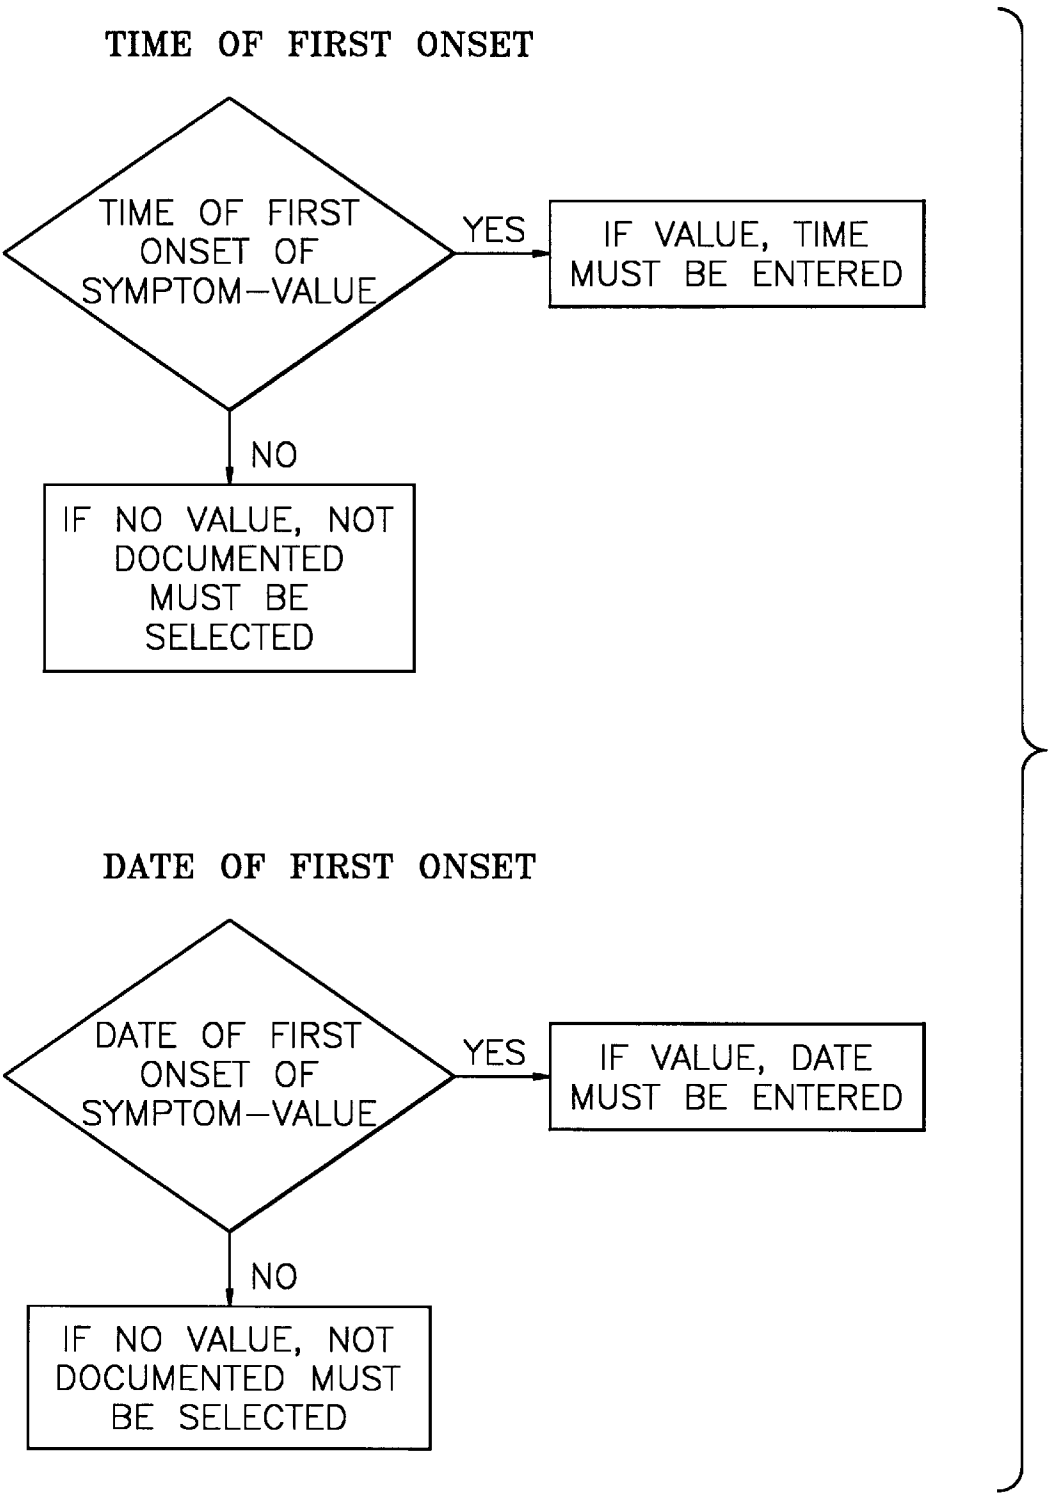 TIME OF FIRST ONSET
TIME OF FIRST
ONSET OF
SYMPTOM-VALUE
YES
IF VALUE, TIME
MUST BE ENTERED
NO
IF NO VALUE, NOT
DOCUMENTED
MUST BE
SELECTED
DATE OF FIRST ONSET
DATE OF FIRST
ONSET OF
SYMPTOM-VALUE
YES
IF VALUE, DATE
MUST BE ENTERED
NO
IF NO VALUE, NOT
DOCUMENTED MUST
BE SELECTED